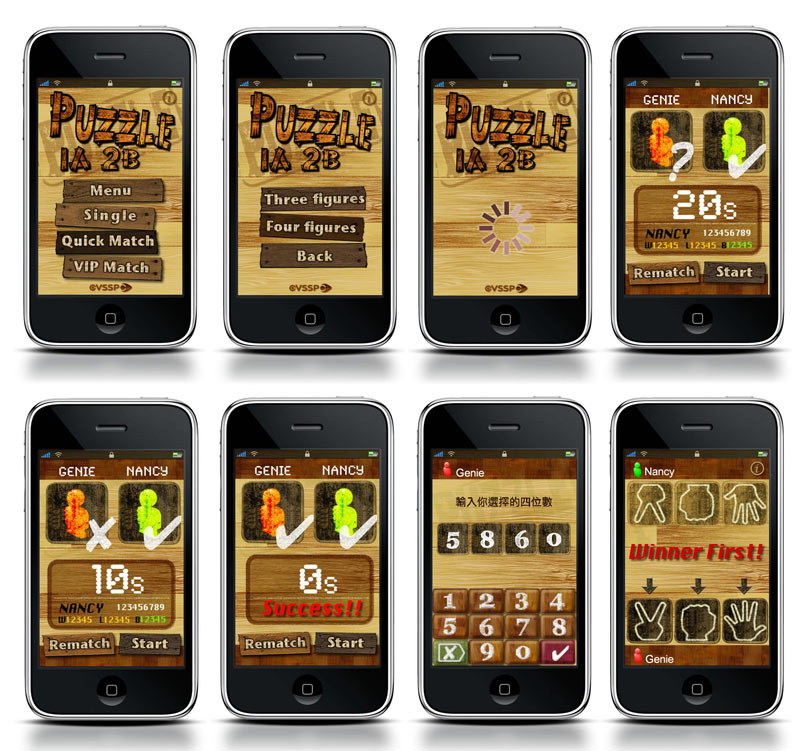 PUZZLE
1A 2B
Menu
Single
Quick Match
VIP Match
VSSP
PUZZLE
1A 2B
Three figures
Four figures
Back
VSSP
PUZZLE
1A 2B
VSSP
GENIE NANCY
?
20s
NANCY 123456789
W12345 L12345 B12345
Rematch Start
GENIE NANCY
10s
NANCY 123456789
W12345 L12345 B12345
Rematch Start
GENIE NANCY
0s
Success!!
Rematch Start
Genie
輸入你選擇的四位數
5 8 6 0
1 2 3 4
5 6 7 8
X 9 0 ✓
Nancy
Winner First!
Genie